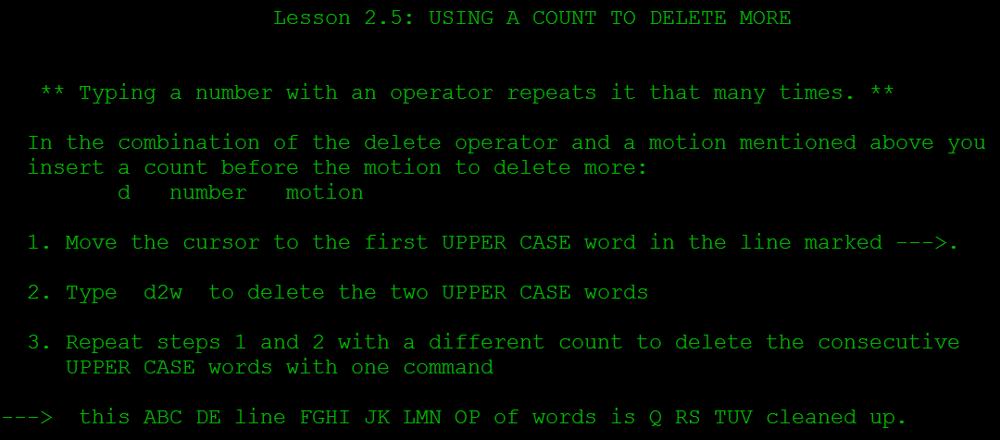 Lesson 2.5: USING A COUNT TO DELETE MORE
** Typing a number with an operator repeats it that many times. **
In the combination of the delete operator and a motion mentioned above you
insert a count before the motion to delete more:
d number motion
1. Move the cursor to the first UPPER CASE word in the line marked --->.
2. Type d2w to delete the two UPPER CASE words
3. Repeat steps 1 and 2 with a different count to delete the consecutive
UPPER CASE words with one command
---> this ABC DE line FGHI JK LMN OP of words is Q RS TUV cleaned up.